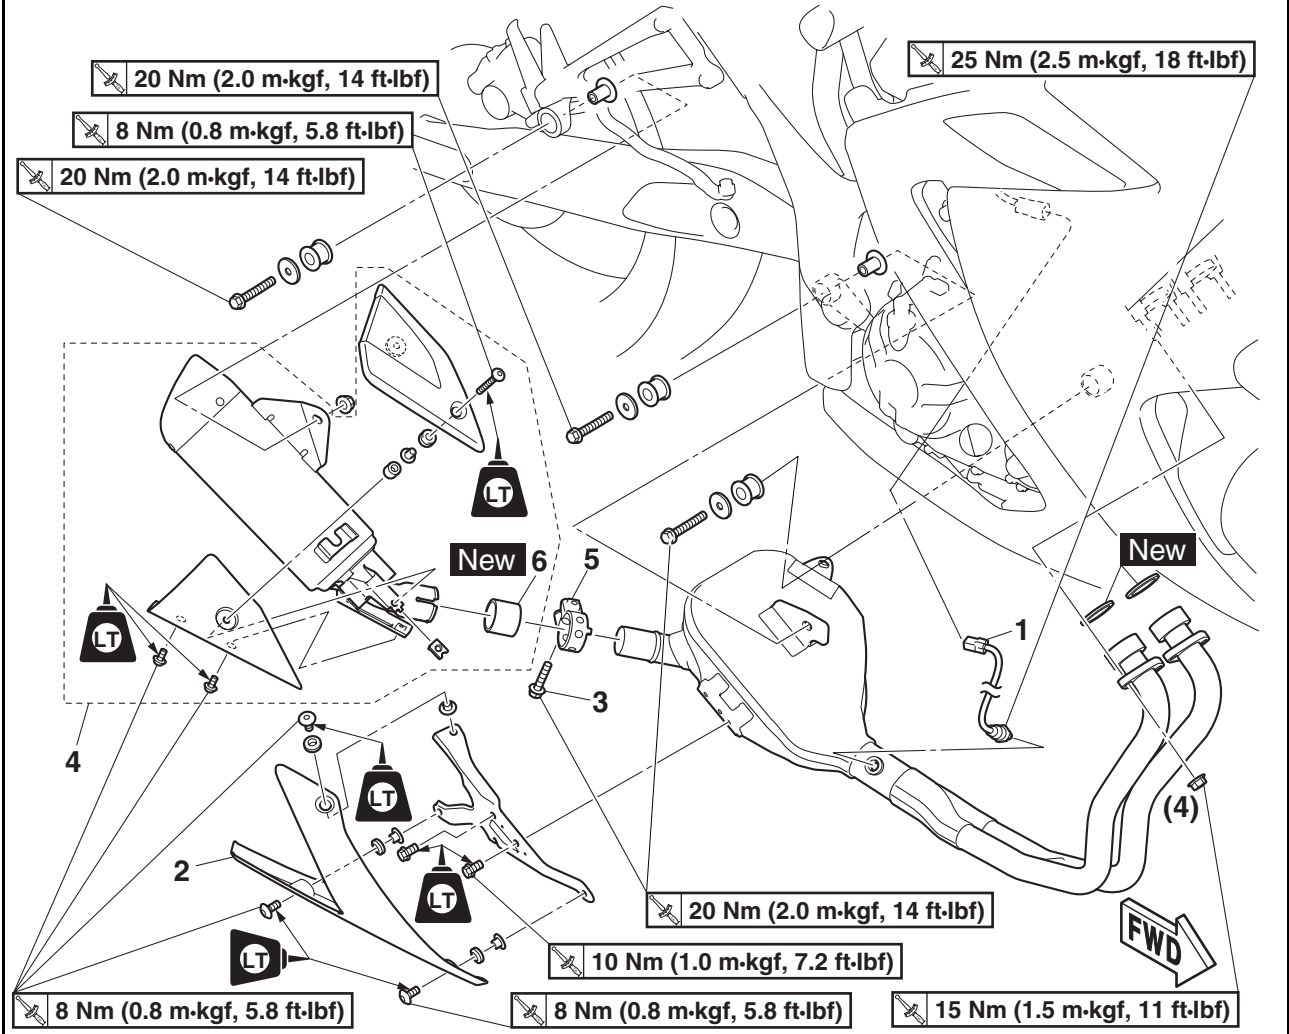 25 Nm (2.5 m•kgf, 18 ft•lbf)
20 Nm (2.0 m•kgf, 14 ft•lbf)
8 Nm (0.8 m•kgf, 5.8 ft•lbf)
20 Nm (2.0 m•kgf, 14 ft•lbf)
LT
New
6
5
New
LT
1
3
4
LT
(4)
2
LT
20 Nm (2.0 m•kgf, 14 ft•lbf)
FWD
LT
10 Nm (1.0 m•kgf, 7.2 ft•lbf)
8 Nm (0.8 m•kgf, 5.8 ft•lbf)
8 Nm (0.8 m•kgf, 5.8 ft•lbf)
15 Nm (1.5 m•kgf, 11 ft•lbf)